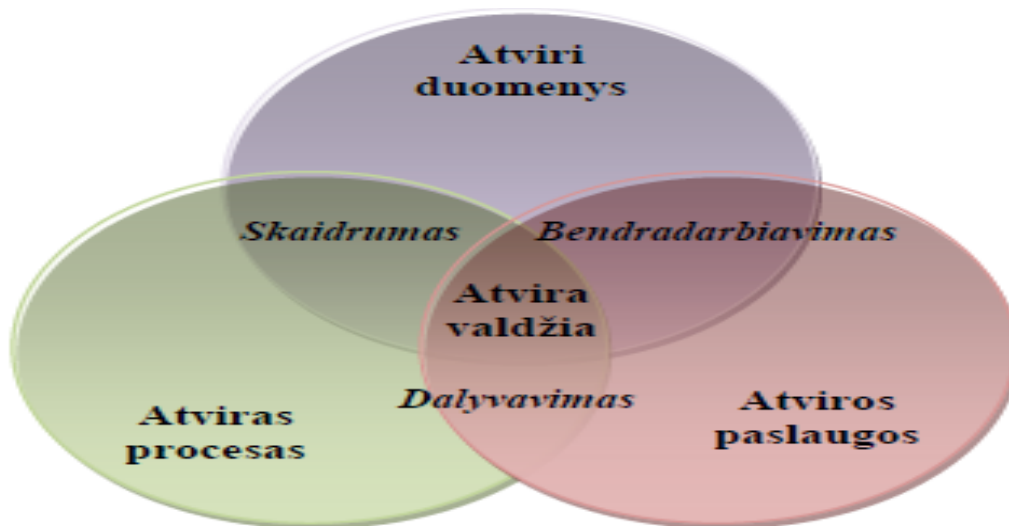 Atviri
duomenys
Skaidrumas
Bendradarbiavimas
Atvira
valdžia
Dalyvavimas
Atviras
procesas
Atviros
paslaugos